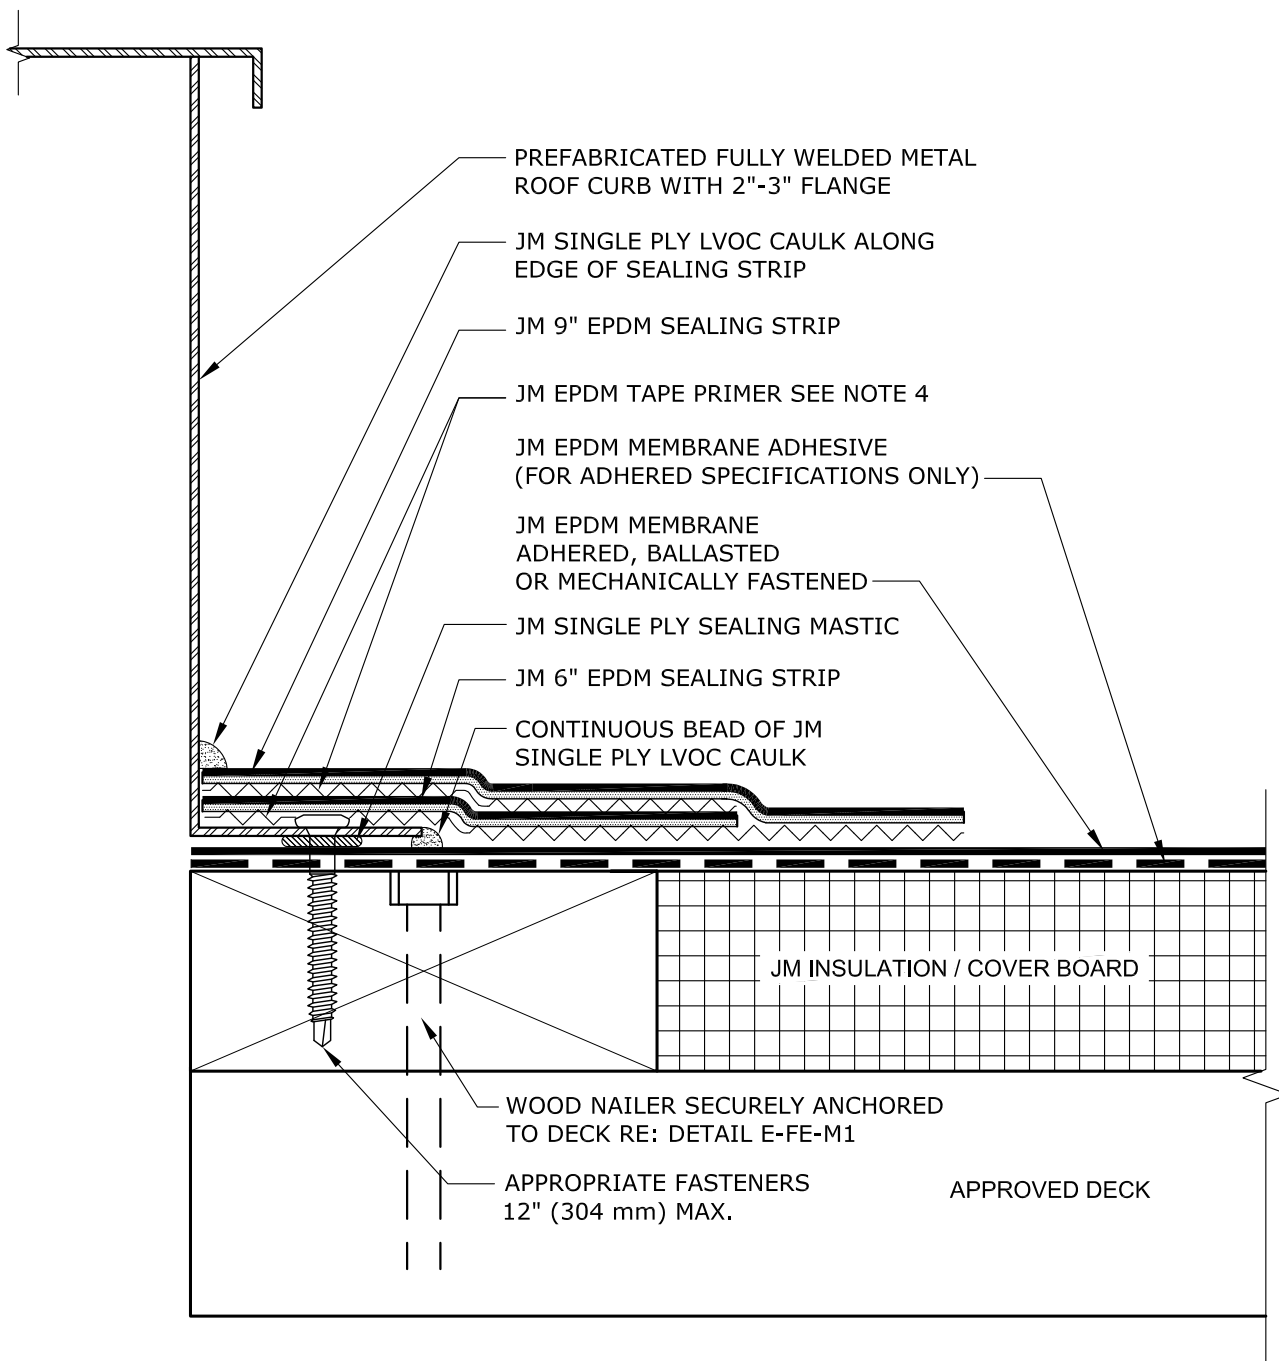 PREFABRICATED FULLY WELDED METAL
ROOF CURB WITH 2"-3" FLANGE
JM SINGLE PLY LVOC CAULK ALONG
EDGE OF SEALING STRIP
JM 9" EPDM SEALING STRIP
JM EPDM TAPE PRIMER SEE NOTE 4
JM EPDM MEMBRANE ADHESIVE
(FOR ADHERED SPECIFICATIONS ONLY)
JM EPDM MEMBRANE
ADHERED, BALLASTED
OR MECHANICALLY FASTENED
JM SINGLE PLY SEALING MASTIC
JM 6" EPDM SEALING STRIP
CONTINUOUS BEAD OF JM
SINGLE PLY LVOC CAULK
JM INSULATION / COVER BOARD
WOOD NAILER SECURELY ANCHORED
TO DECK RE: DETAIL E-FE-M1
APPROPRIATE FASTENERS
12" (304 mm) MAX.
APPROVED DECK